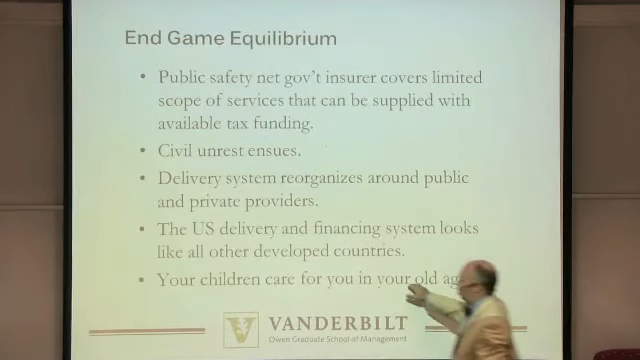 End Game Equilibrium
• Public safety net gov't insurer covers limited
scope of services that can be supplied with
available tax funding.
• Civil unrest ensues.
• Delivery system reorganizes around public
and private providers.
• The US delivery and financing system looks
like all other developed countries.
• Your children care for you in your old
VANDERBILT
Owen Graduate School of Management